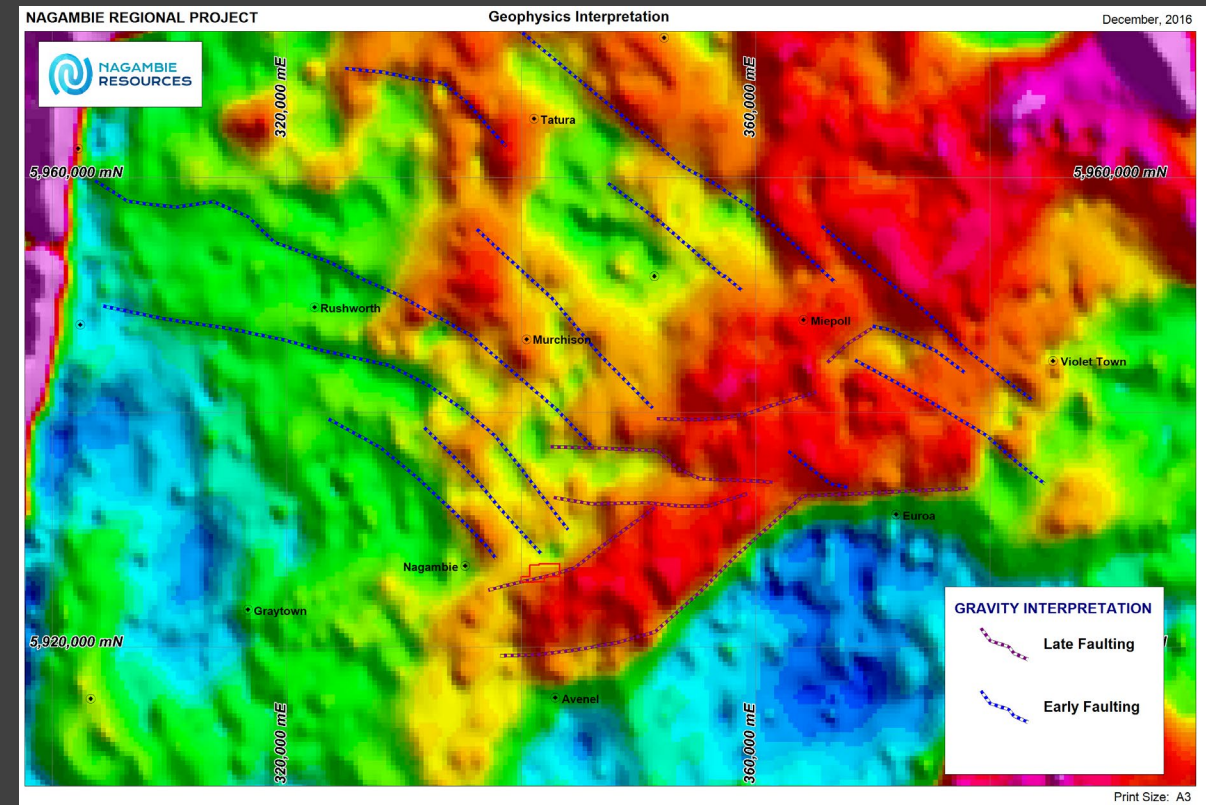 NAGAMBIE REGIONAL PROJECT
Geophysics Interpretation
December, 2016
NAGAMBIE
RESOURCES
320,000 mE
360,000 mE
Tatura
5,960,000 mN
5,960,000 mN
Rushworth
Miepoll
Murchison
Violet Town
Euroa
Nagambie
Graytown
5,920,000 mN
Avenel
320,000 mE
360,000 mE
GRAVITY INTERPRETATION
Late Faulting
Early Faulting
Print Size: A3